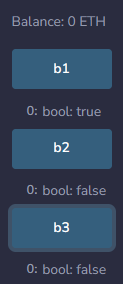 Balance: 0 ETH
b1
0: bool: true
b2
0: bool: false
b3
0: bool: false